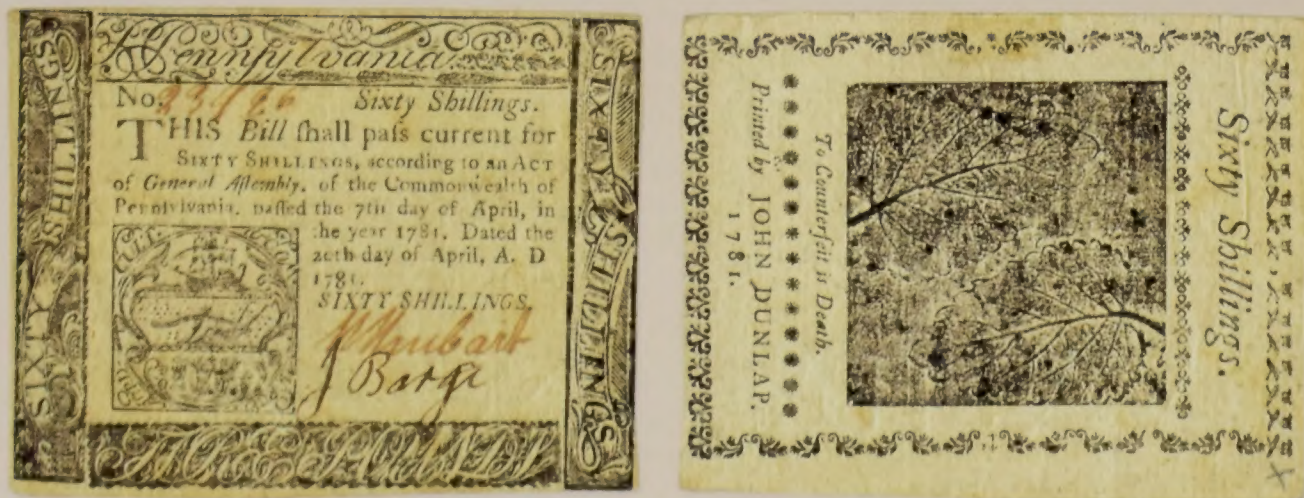 Pennſylvania
No.
Sixty Shillings.
THIS Bill ſhall paſs current for
SIXTY SHILLINGS, according to an ACT
of General Aſſembly, of the Commonwealth of
Pennſylvania, paſſed the 7th day of April, in
the year 1781. Dated the
20th day of April, A. D
1781.
SIXTY SHILLINGS.
J Barge
SIXTY SHILLINGS
SIXTY SHILLINGS
Sixty Shillings.
To Counterfeit is Death.
Printed by JOHN DUNLAP.
1781.